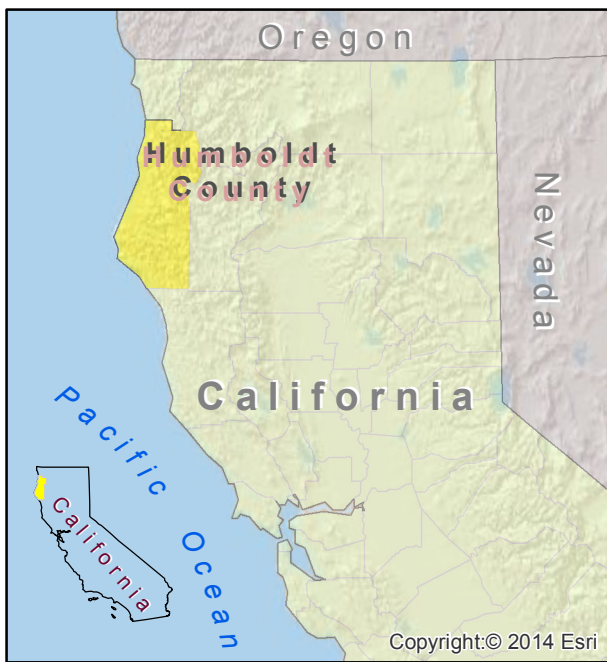 Oregon
Humboldt
County
Nevada
California
Pacific
Ocean
California
Copyright:© 2014 Esri